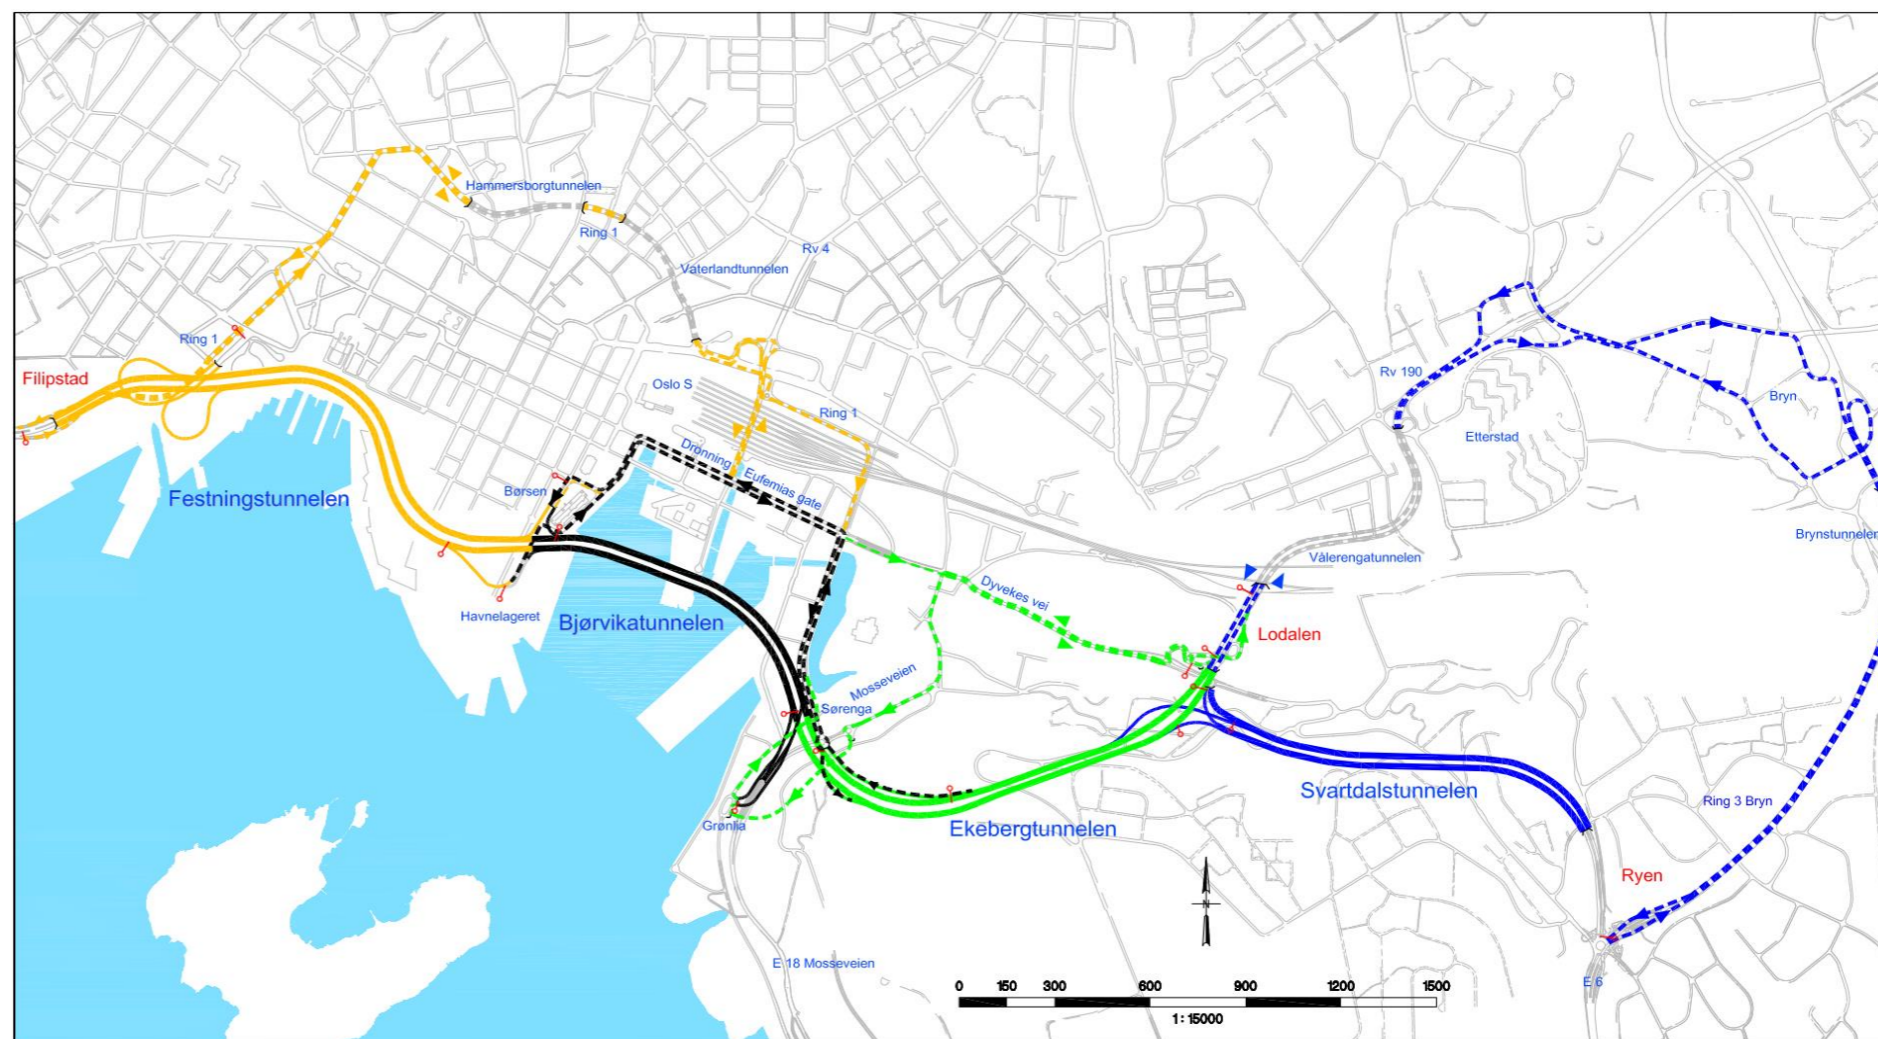 Hammersborgtunnelen
Ring 1
Rv 4
Vaterlandtunnelen
Ring 1
Filipstad
Oslo S
Ring 1
Rv 190
Bryn
Etterstad
Festningstunnelen
Børsen
Dronning
Eufemias gate
Brynstunnelen
Vålerengatunnelen
Dyvekes vei
Havnelageret
Bjørvikatunnelen
Lodalen
Mosseveien
Sørenga
Svartdalstunnelen
Ring 3 Bryn
Grønlia
Ekebergtunnelen
Ryen
N
E 18 Mosseveien
E 6
0 150 300 600 900 1200 1500
1 : 15000